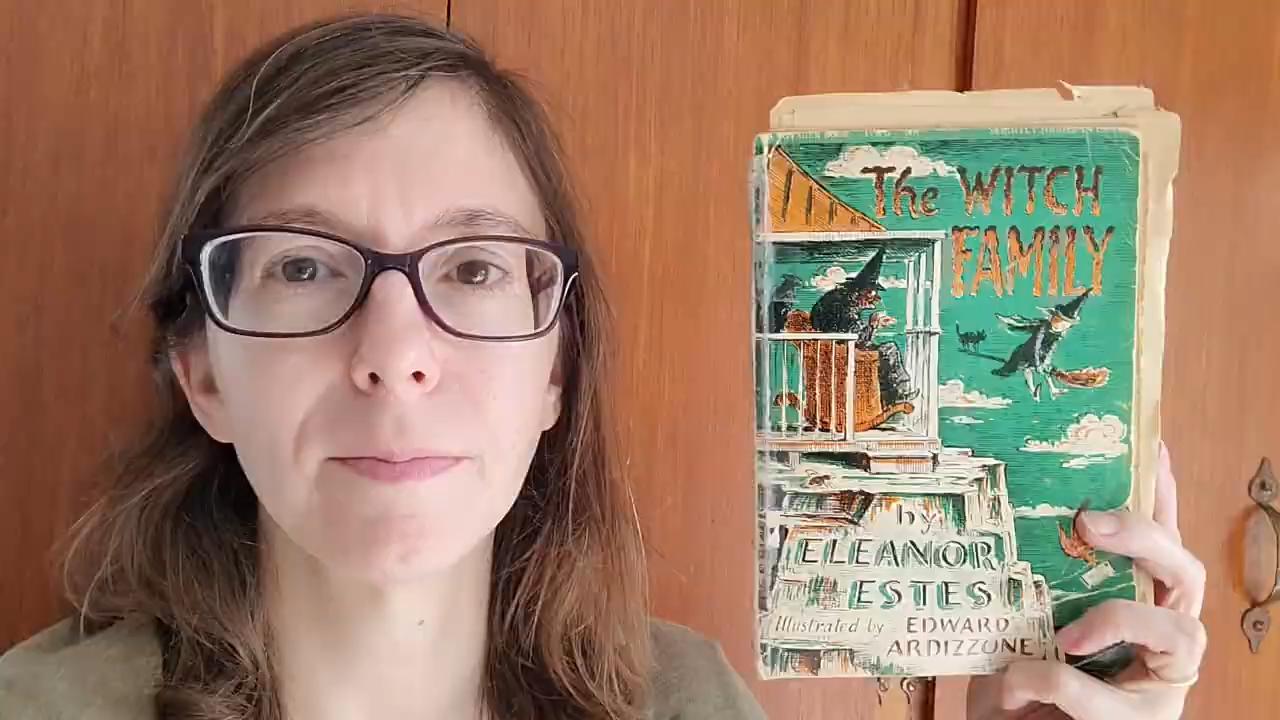 The WITCH
FAMILY
by
ELEANOR
ESTES
Illustrated by EDWARD
ARDIZZONE